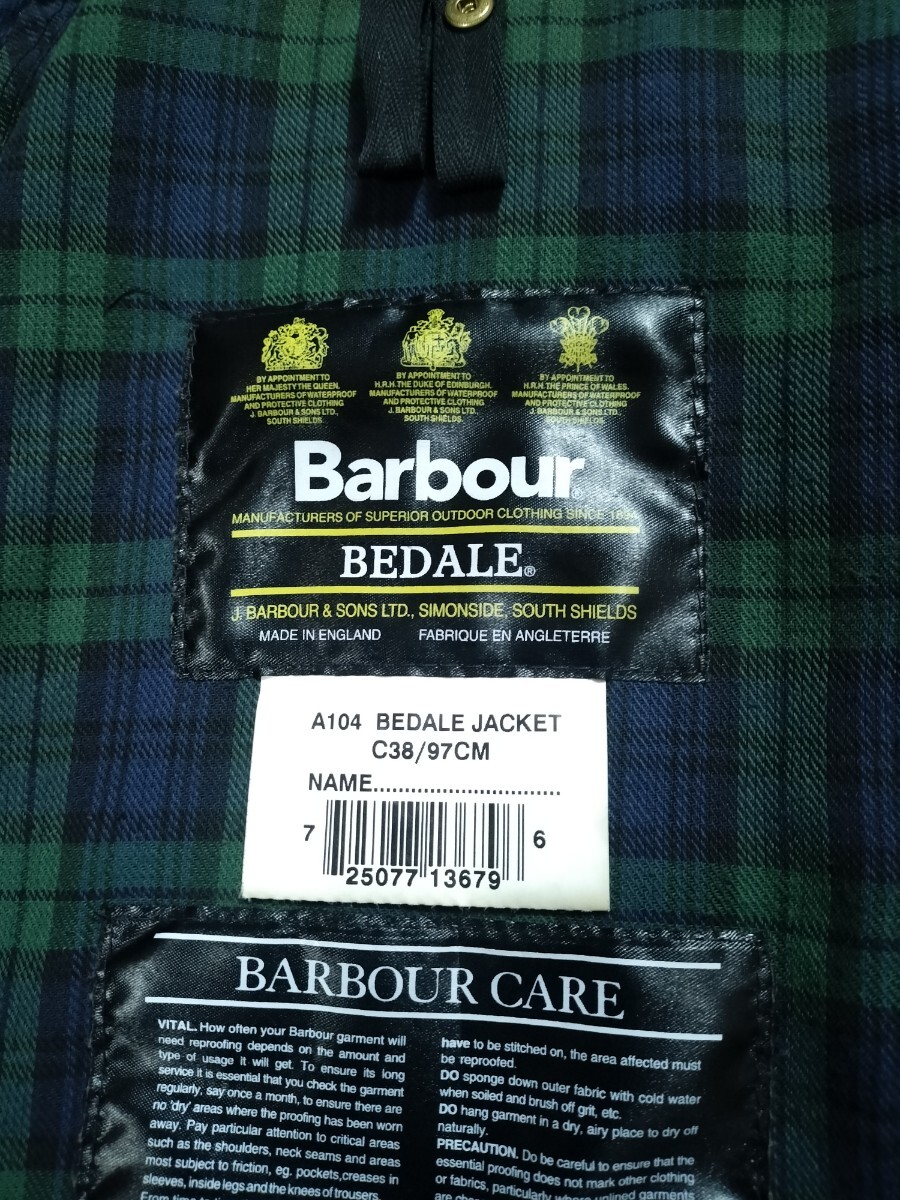 BY APPOINTMENT TO
HER MAJESTY THE QUEEN.
MANUFACTURERS OF WATERPROOF
AND PROTECTIVE CLOTHING
J. BARBOUR & SONS LTD.
SOUTH SHIELDS.
BY APPOINTMENT TO
H.R.H. THE DUKE OF EDINBURGH.
MANUFACTURERS OF WATERPROOF
AND PROTECTIVE CLOTHING
J. BARBOUR & SONS LTD.
SOUTH SHIELDS.
BY APPOINTMENT TO
H.R.H. THE PRINCE OF WALES.
MANUFACTURERS OF WATERPROOF
AND PROTECTIVE CLOTHING
J. BARBOUR & SONS LTD.
SOUTH SHIELDS.
Barbour®
MANUFACTURERS OF SUPERIOR OUTDOOR CLOTHING SINCE 1894
BEDALE®
J. BARBOUR & SONS LTD., SIMONSIDE, SOUTH SHIELDS
MADE IN ENGLAND FABRIQUE EN ANGLETERRE
A104 BEDALE JACKET
C38/97CM
NAME..............................
7 25077 13679 6
BARBOUR CARE
VITAL. How often your Barbour garment will
need reproofing depends on the amount and
type of usage it will get. To ensure its long
service it is essential that you check the garment
regularly, say once a month, to ensure there are
no 'dry' areas where the proofing has been worn
away. Pay particular attention to critical areas
such as the shoulders, neck seams and areas
most subject to friction, eg. pockets, creases in
sleeves, inside legs and the knees of trousers.
From time to
have to be stitched on, the area affected must
be reproofed.
DO sponge down outer fabric with cold water
when soiled and brush off grit, etc.
DO hang garment in a dry, airy place to dry off
naturally.
PRECAUTION. Do be careful to ensure that the
essential proofing does not mark other clothing
or fabrics, particularly where unlined garments
are